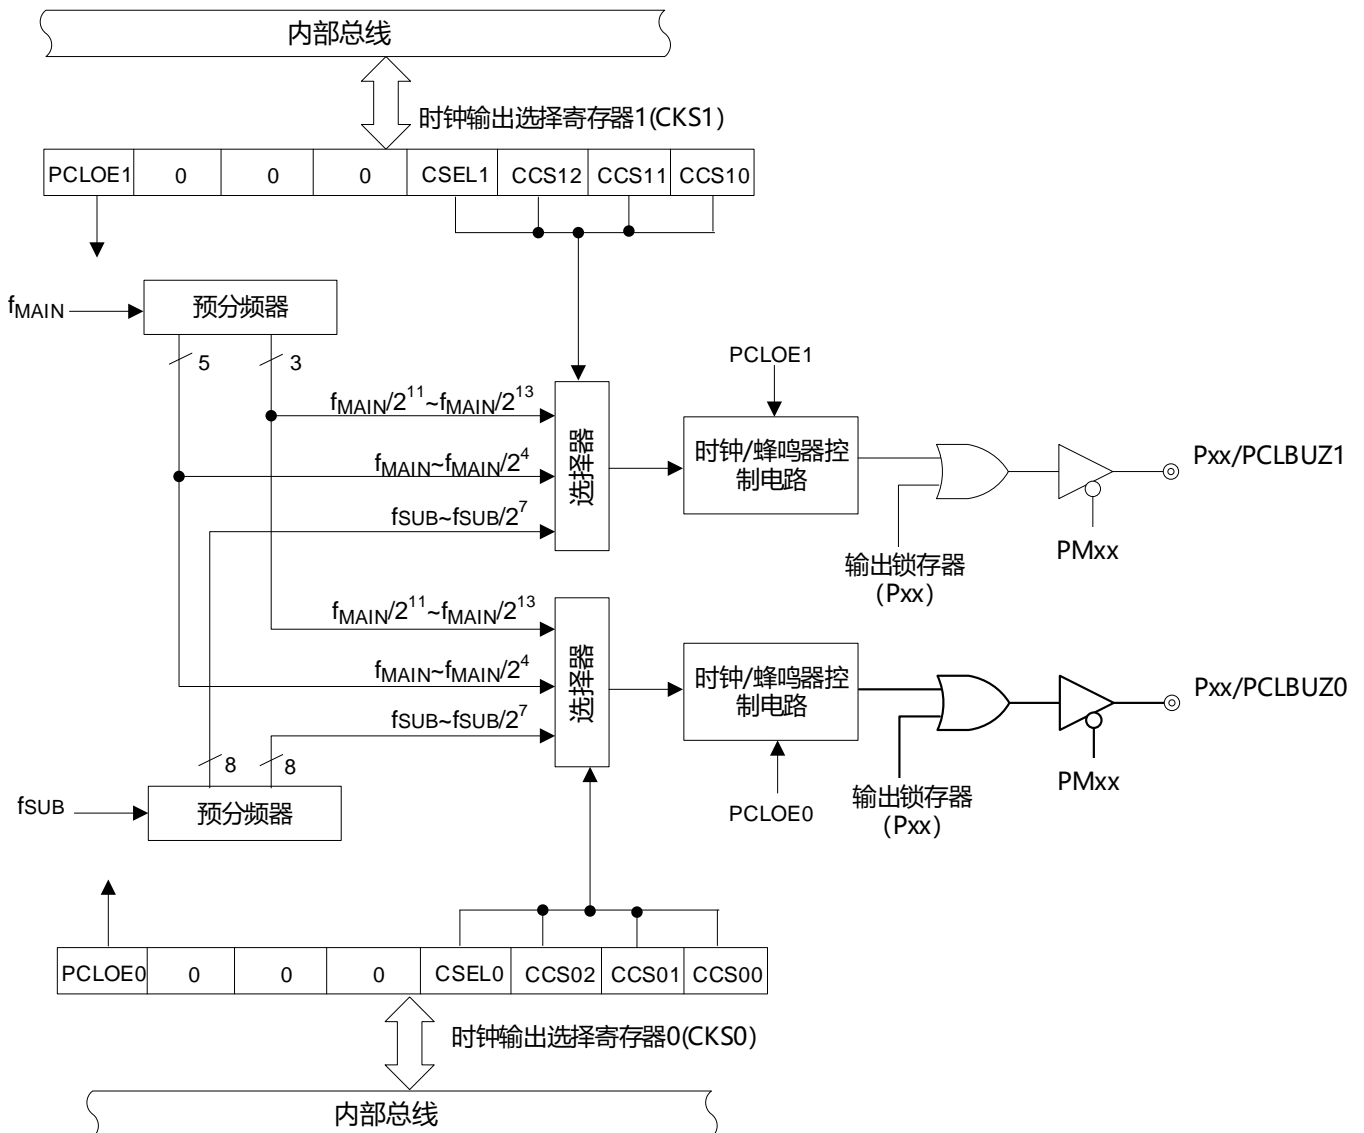 内部总线
时钟输出选择寄存器1(CKS1)
PCLOE1 0 0 0 CSEL1 CCS12 CCS11 CCS10
fMAIN
预分频器
5 3
PCLOE1
fMAIN/2^11~fMAIN/2^13
fMAIN~fMAIN/2^4
fSUB~fSUB/2^7
选择器
时钟/蜂鸣器控
制电路
Pxx/PCLBUZ1
PMxx
输出锁存器
(Pxx)
fMAIN/2^11~fMAIN/2^13
fMAIN~fMAIN/2^4
fSUB~fSUB/2^7
选择器
时钟/蜂鸣器控
制电路
Pxx/PCLBUZ0
PMxx
输出锁存器
(Pxx)
8 8
fSUB
预分频器
PCLOE0
PCLOE0 0 0 0 CSEL0 CCS02 CCS01 CCS00
时钟输出选择寄存器0(CKS0)
内部总线